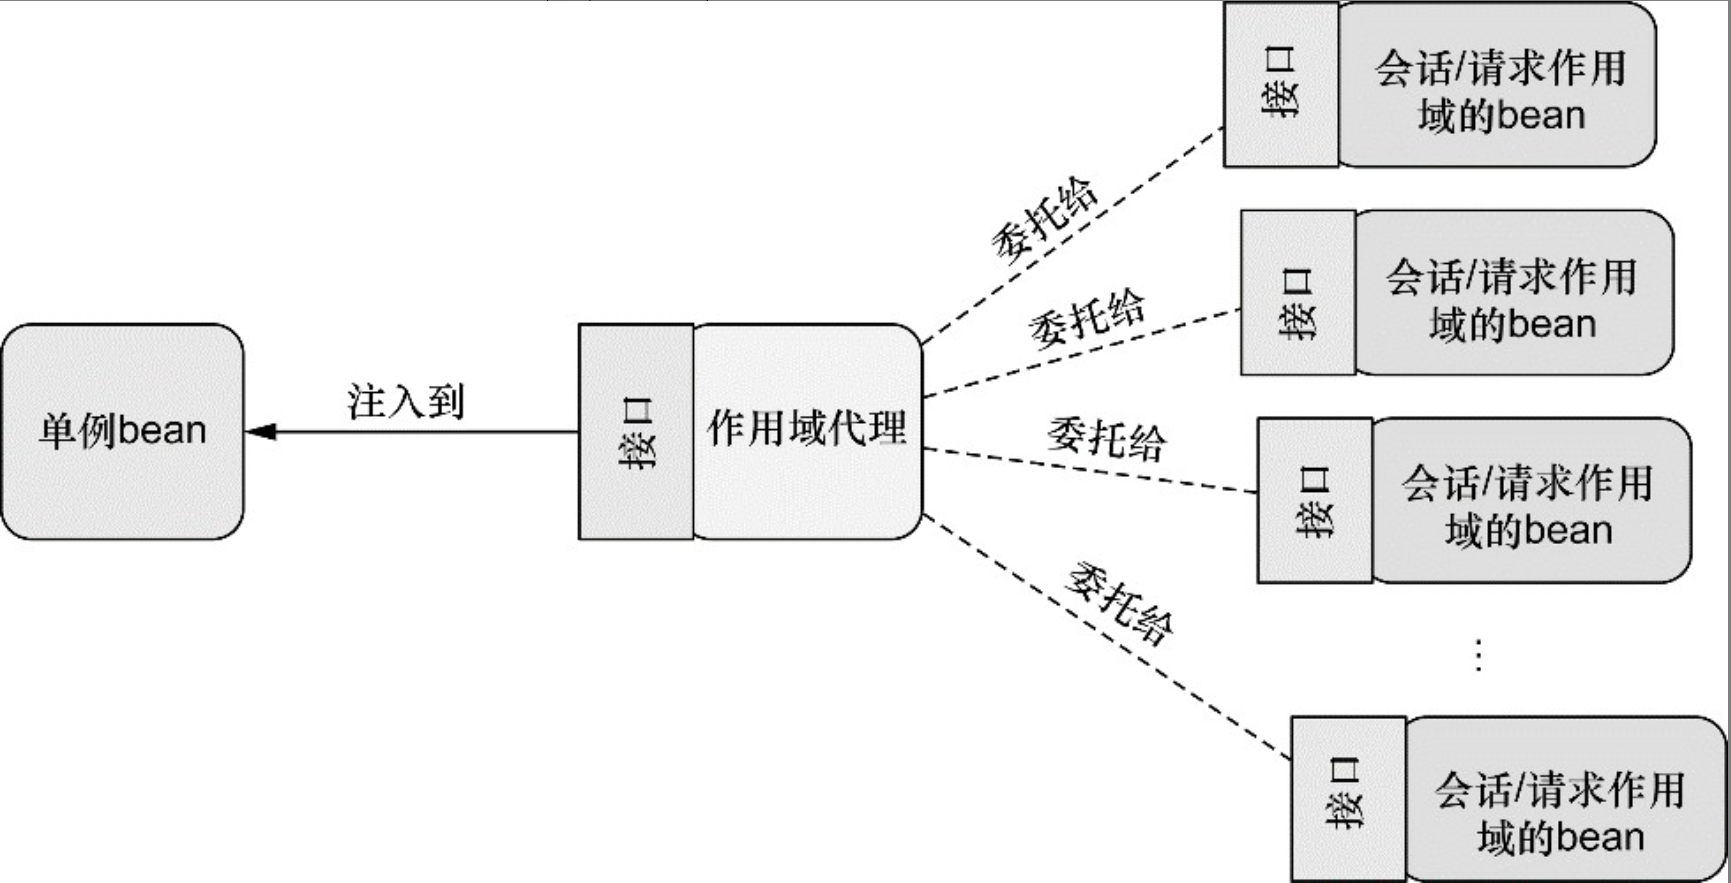 单例bean
注入到
接口
作用域代理
委托给
接口
会话/请求作用
域的bean
委托给
接口
会话/请求作用
域的bean
委托给
接口
会话/请求作用
域的bean
⋮
委托给
接口
会话/请求作用
域的bean